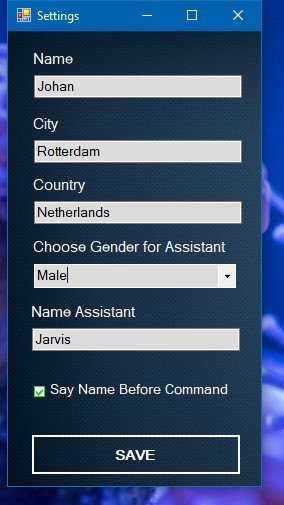 Settings
Name
Johan
City
Rotterdam
Country
Netherlands
Choose Gender for Assistant
Male
Name Assistant
Jarvis
Say Name Before Command
SAVE